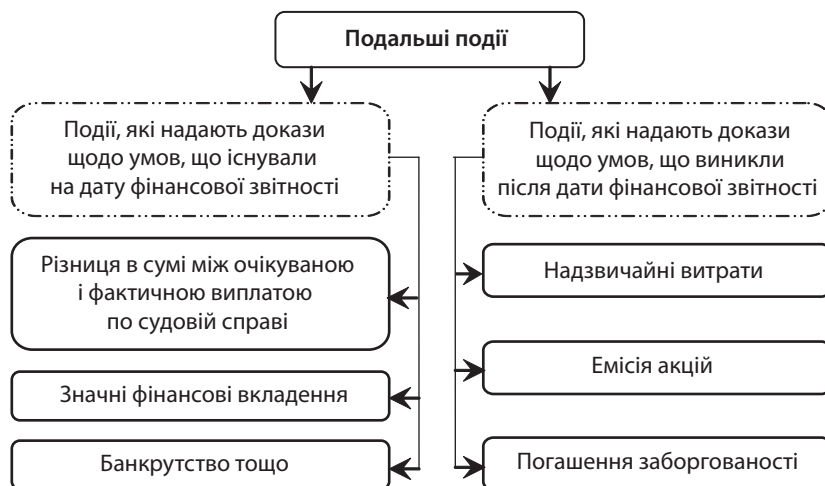 Подальші події
Події, які надають докази
щодо умов, що існували
на дату фінансової звітності
Події, які надають докази
щодо умов, що виникли
після дати фінансової звітності
Різниця в сумі між очікуваною
і фактичною виплатою
по судовій справі
Значні фінансові вкладення
Банкрутство тощо
Надзвичайні витрати
Емісія акцій
Погашення заборгованості